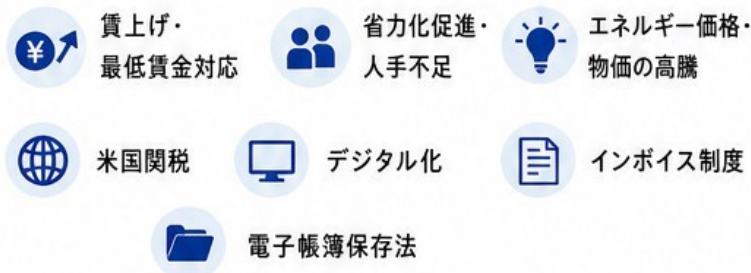 ¥
賃上げ・
最低賃金対応
省力化促進・
人手不足
エネルギー価格・
物価の高騰
米国関税
デジタル化
インボイス制度
電子帳簿保存法